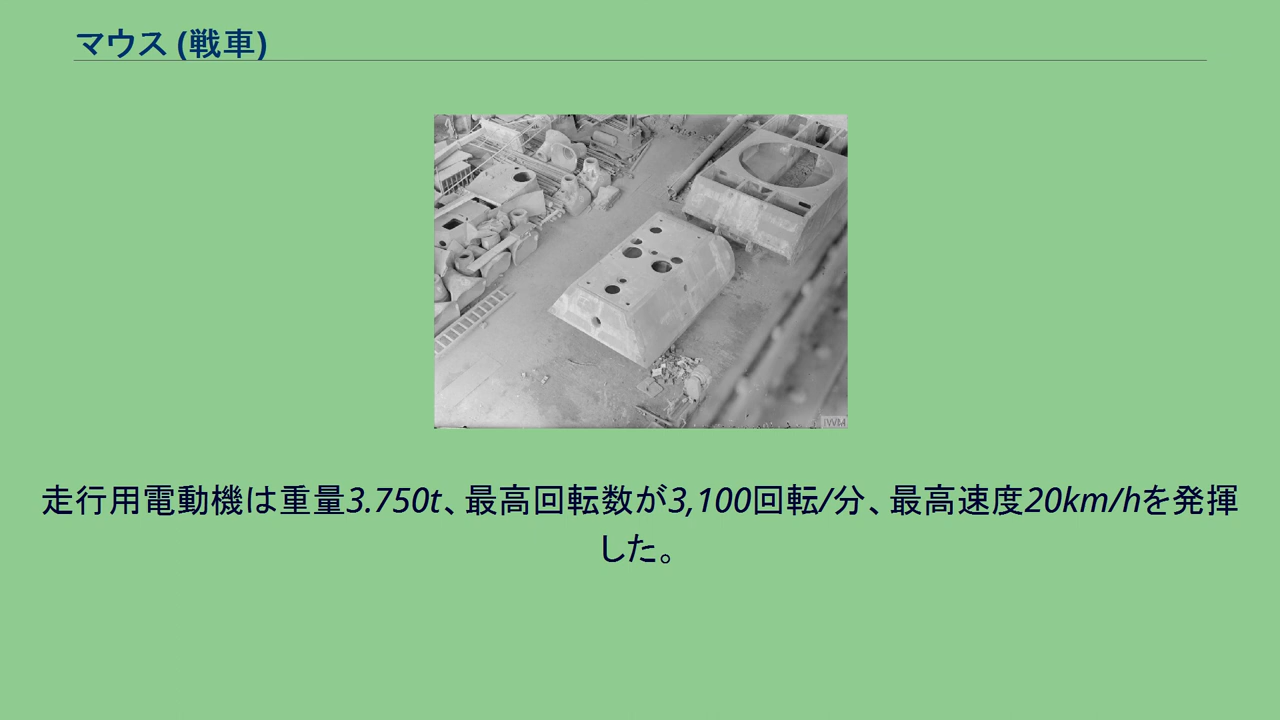 マウス (戦車)
IWM
走行用電動機は重量3.750t、最高回転数が3,100回転/分、最高速度20km/hを発揮
した。